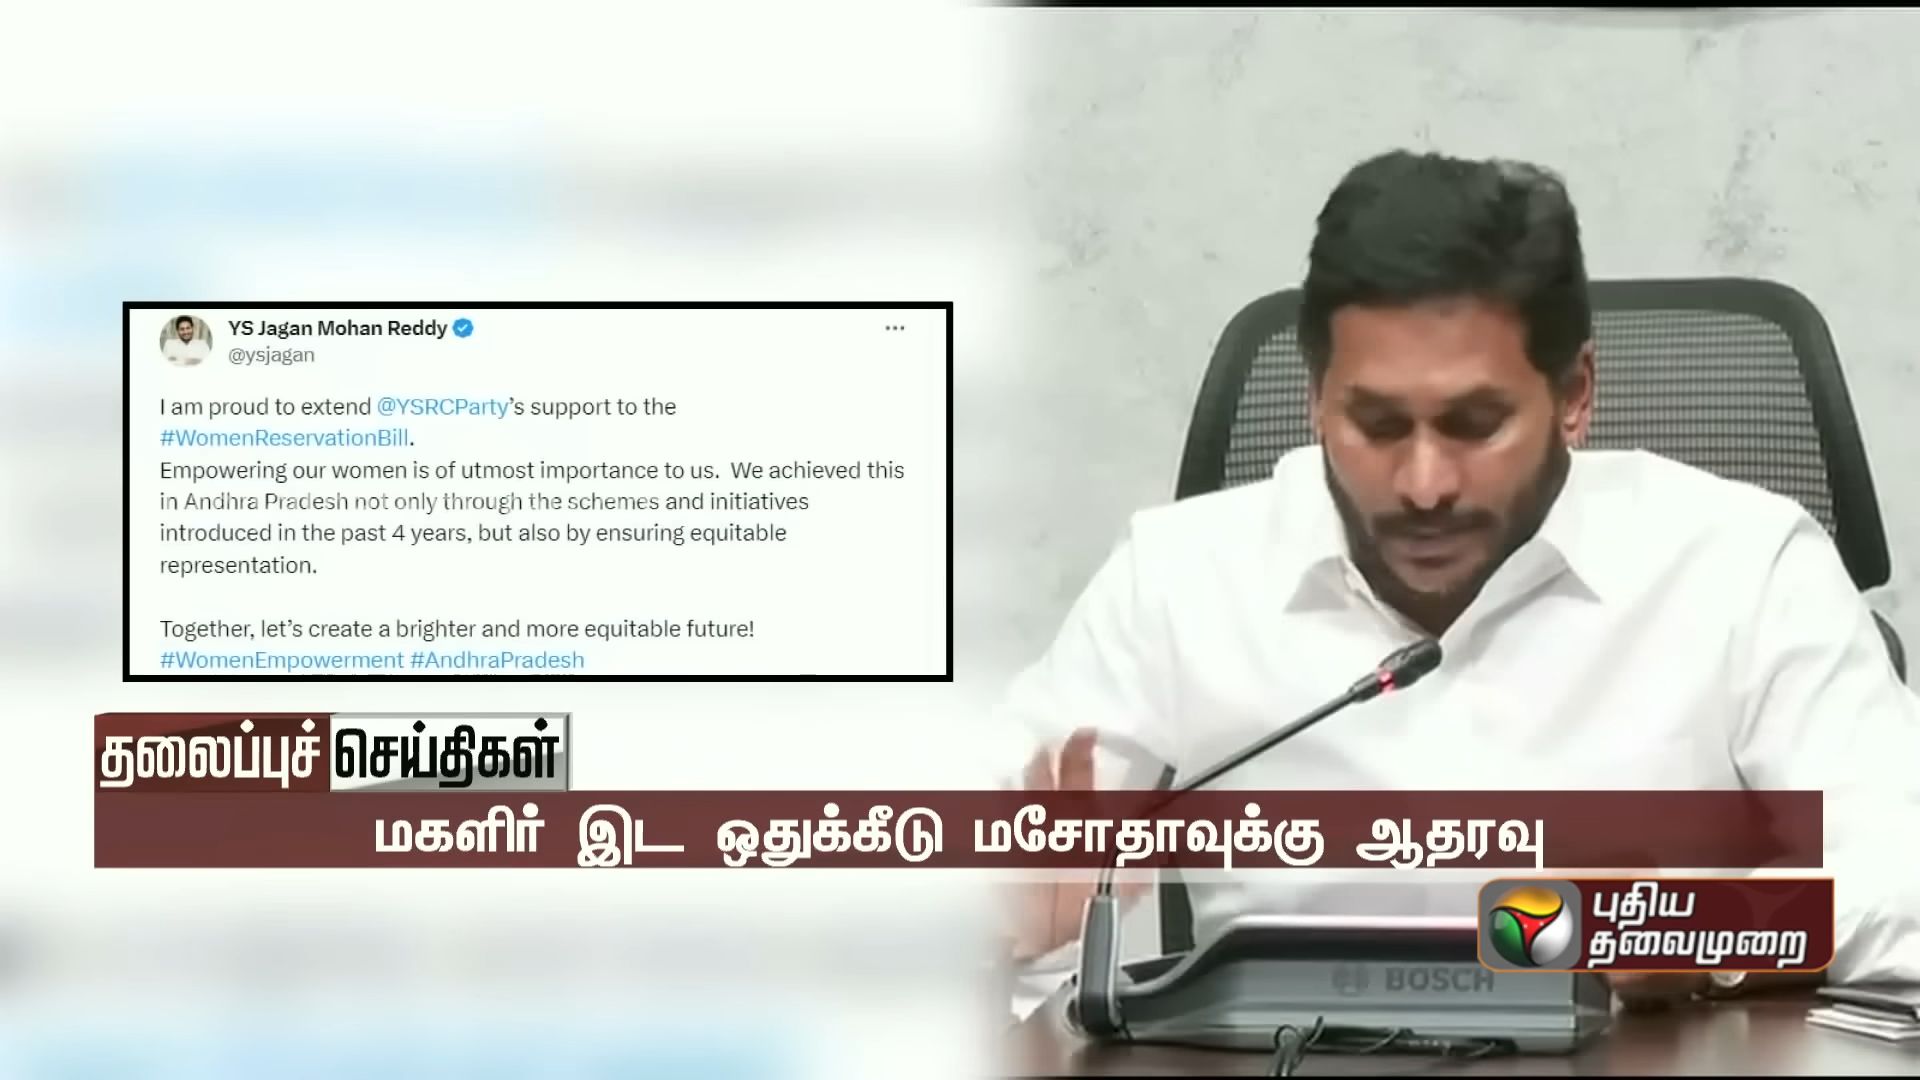 YS Jagan Mohan Reddy
@ysjagan
I am proud to extend @YSRCParty’s support to the
#WomenReservationBill.
Empowering our women is of utmost importance to us. We achieved this
in Andhra Pradesh not only through the schemes and initiatives
introduced in the past 4 years, but also by ensuring equitable
representation.
Together, let’s create a brighter and more equitable future!
#WomenEmpowerment #AndhraPradesh
தலைப்புச் செய்திகள்
மகளிர் இட ஒதுக்கீடு மசோதாவுக்கு ஆதரவு
புதிய
தலைமுறை
BOSCH